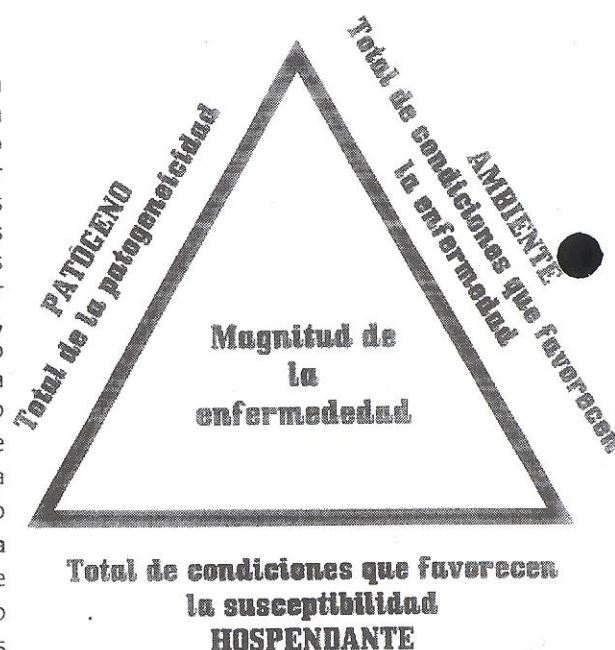 PATÓGENO
Total de la patogeneicidad
Total de condiciones que favorecen
la enfermedad
AMBIENTE
Magnitud de
la
enfermededad
Total de condiciones que favorecen
la susceptibilidad
HOSPENDANTE